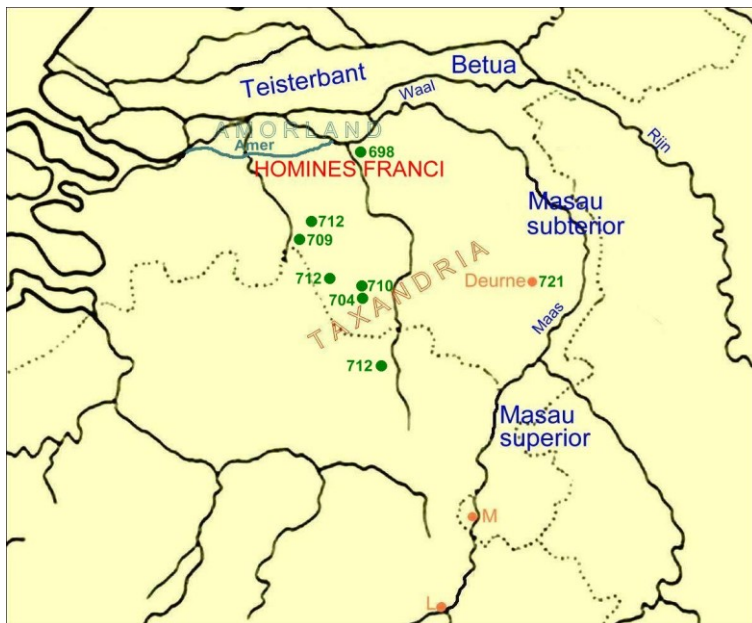 Betua
Teisterbant
Waal
AMORLAND
Amer
698
Rijn
HOMINES FRANCI
Masau
subterior
712
709
TAXANDRIA
712
710
704
Deurne 721
Maas
712
Masau
superior
M
L